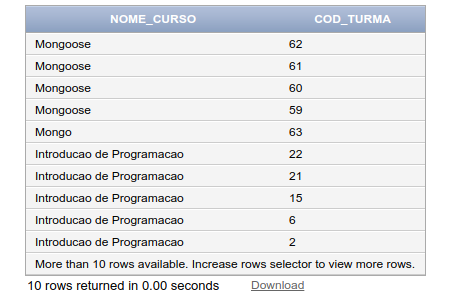 NOME_CURSO COD_TURMA
Mongoose 62
Mongoose 61
Mongoose 60
Mongoose 59
Mongo 63
Introducao de Programacao 22
Introducao de Programacao 21
Introducao de Programacao 15
Introducao de Programacao 6
Introducao de Programacao 2
More than 10 rows available. Increase rows selector to view more rows.
10 rows returned in 0.00 seconds Download